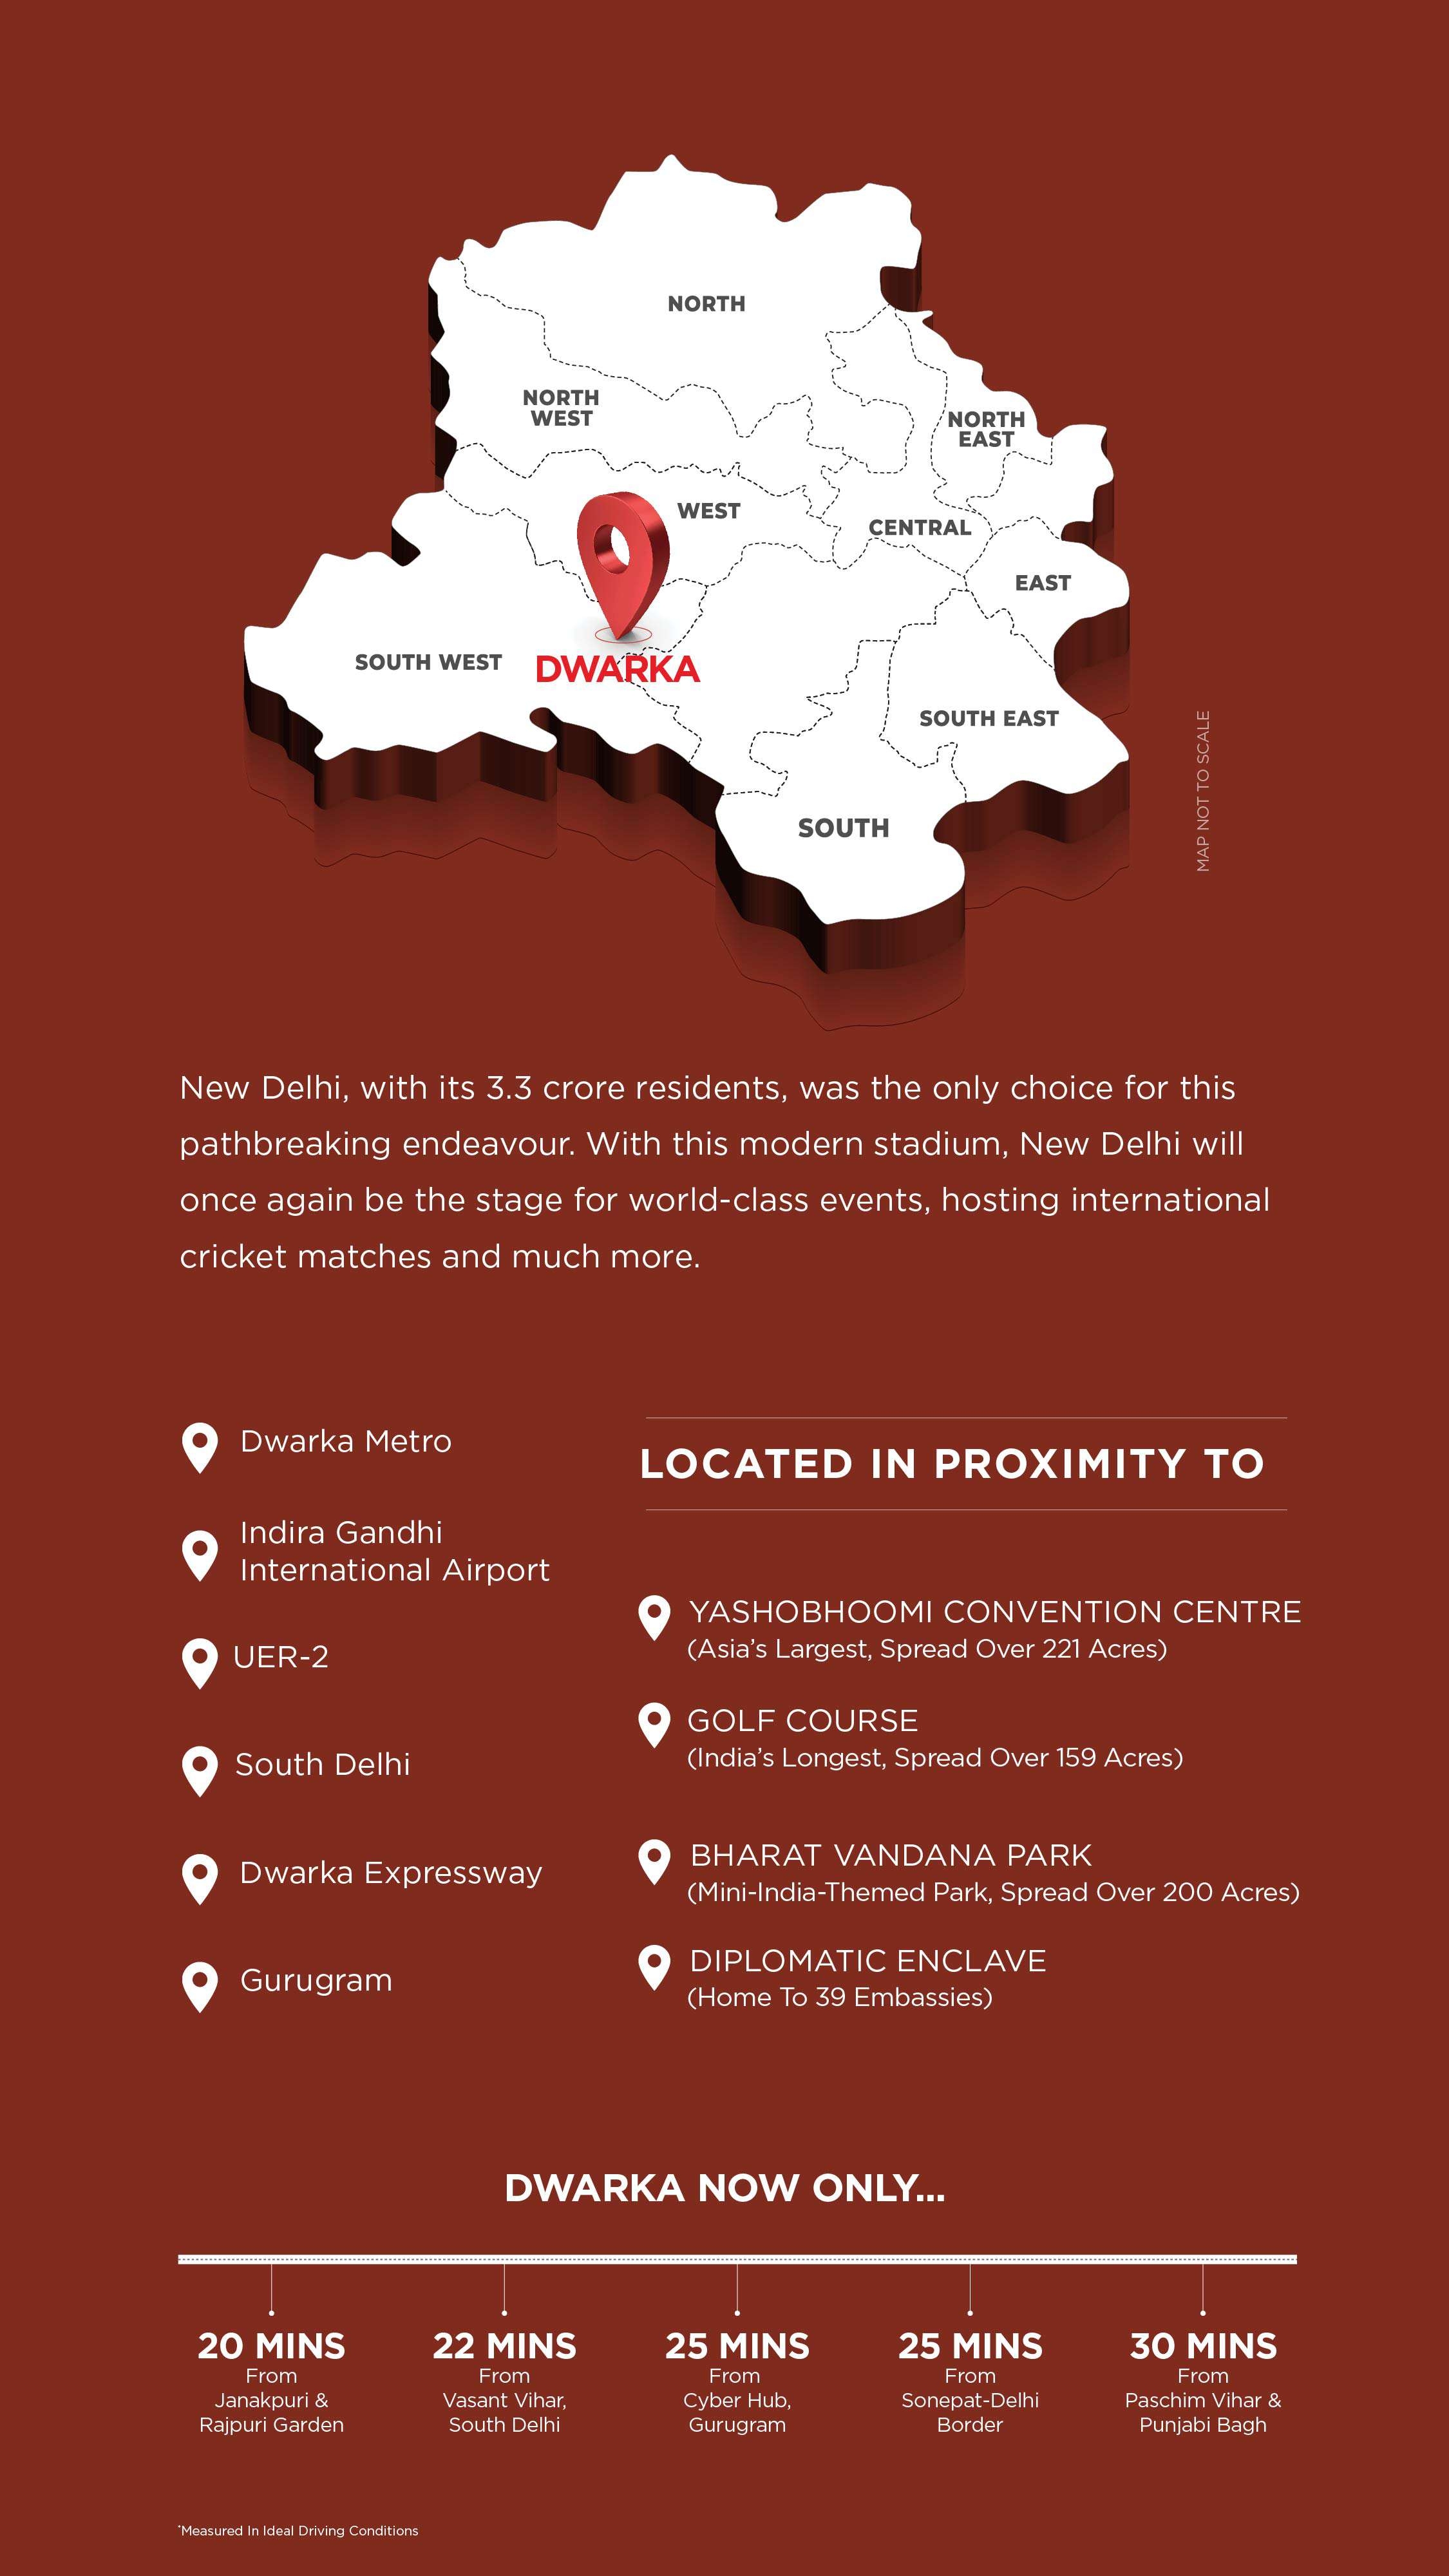 NORTH
NORTH
WEST
NORTH
EAST
WEST
CENTRAL
EAST
SOUTH WEST
DWARKA
SOUTH EAST
SOUTH
MAP NOT TO SCALE
New Delhi, with its 3.3 crore residents, was the only choice for this
pathbreaking endeavour. With this modern stadium, New Delhi will
once again be the stage for world-class events, hosting international
cricket matches and much more.
Dwarka Metro
Indira Gandhi
International Airport
UER-2
South Delhi
Dwarka Expressway
Gurugram
LOCATED IN PROXIMITY TO
YASHOBHOOMI CONVENTION CENTRE
(Asia's Largest, Spread Over 221 Acres)
GOLF COURSE
(India's Longest, Spread Over 159 Acres)
BHARAT VANDANA PARK
(Mini-India-Themed Park, Spread Over 200 Acres)
DIPLOMATIC ENCLAVE
(Home To 39 Embassies)
DWARKA NOW ONLY...
20 MINS
From
Janakpuri &
Rajpuri Garden
22 MINS
From
Vasant Vihar,
South Delhi
25 MINS
From
Cyber Hub,
Gurugram
25 MINS
From
Sonepat-Delhi
Border
30 MINS
From
Paschim Vihar &
Punjabi Bagh
*Measured In Ideal Driving Conditions